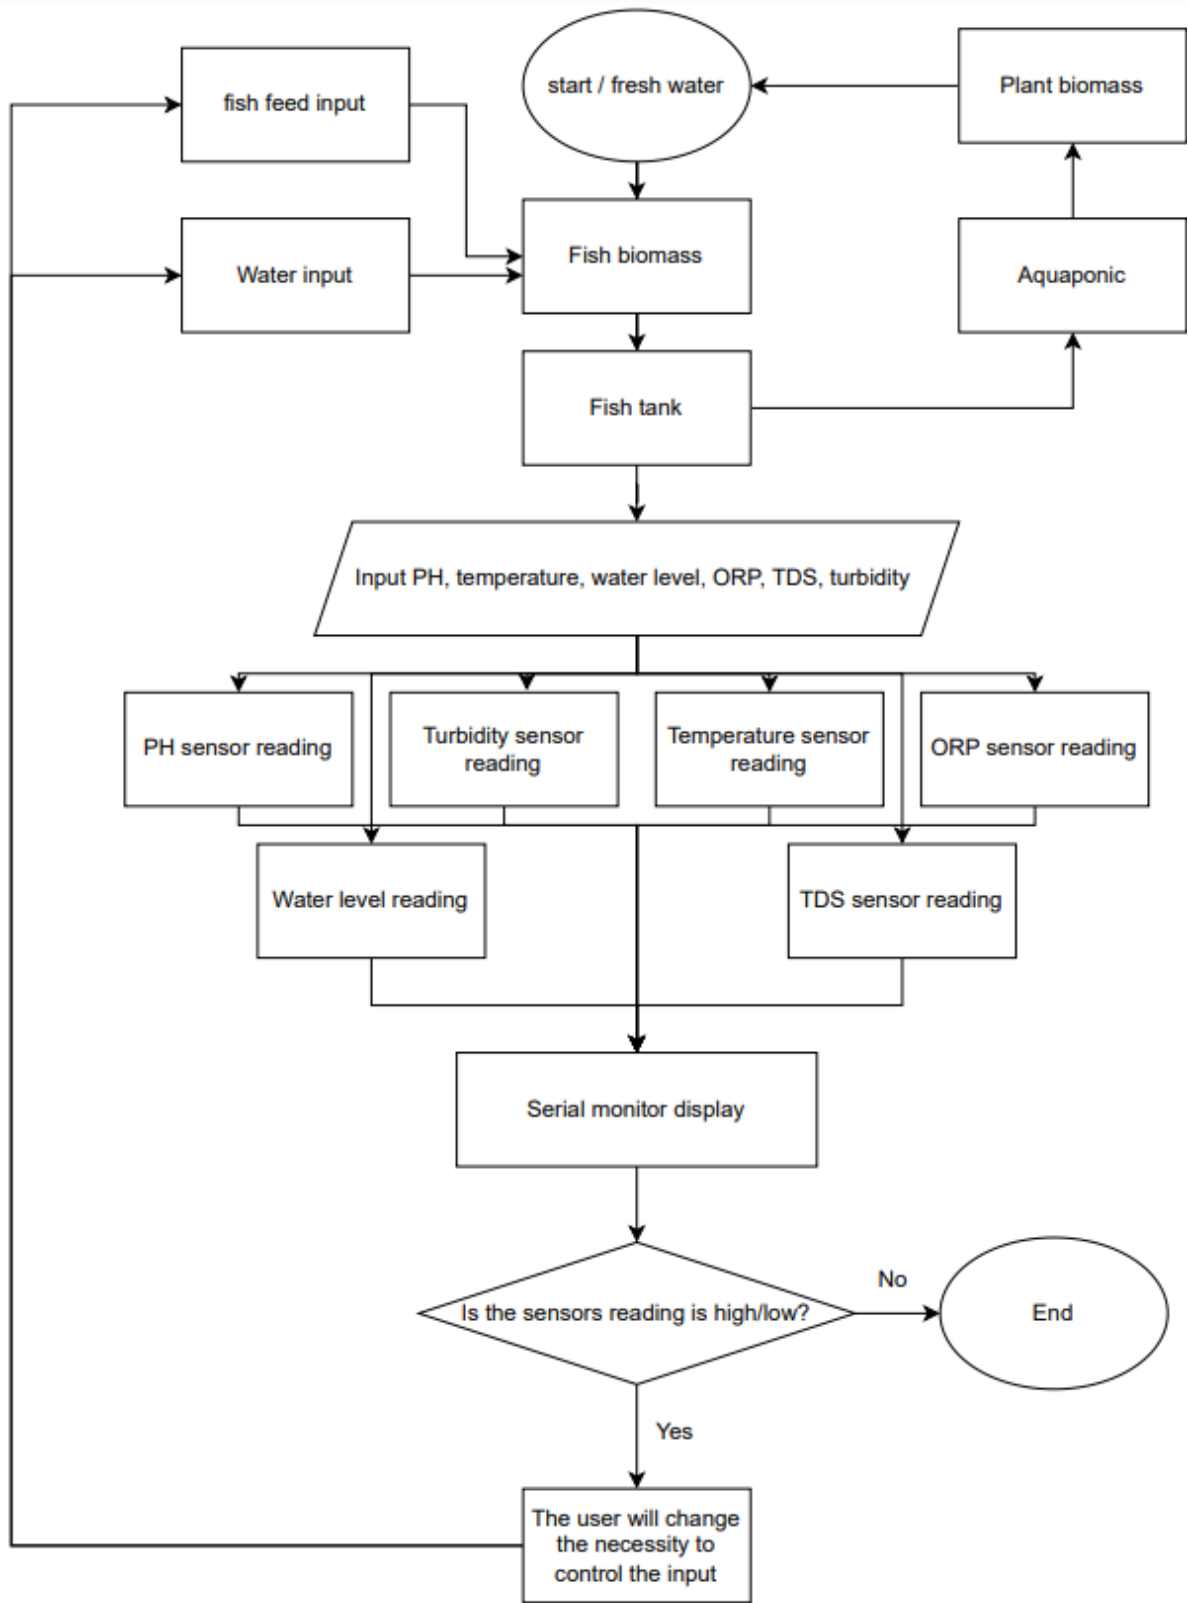 start / fresh water
Plant biomass
fish feed input
Fish biomass
Water input
Aquaponic
Fish tank
Input PH, temperature, water level, ORP, TDS, turbidity
PH sensor reading
Turbidity sensor
reading
Temperature sensor
reading
ORP sensor reading
Water level reading
TDS sensor reading
Serial monitor display
Is the sensors reading is high/low?
No
End
Yes
The user will change
the necessity to
control the input